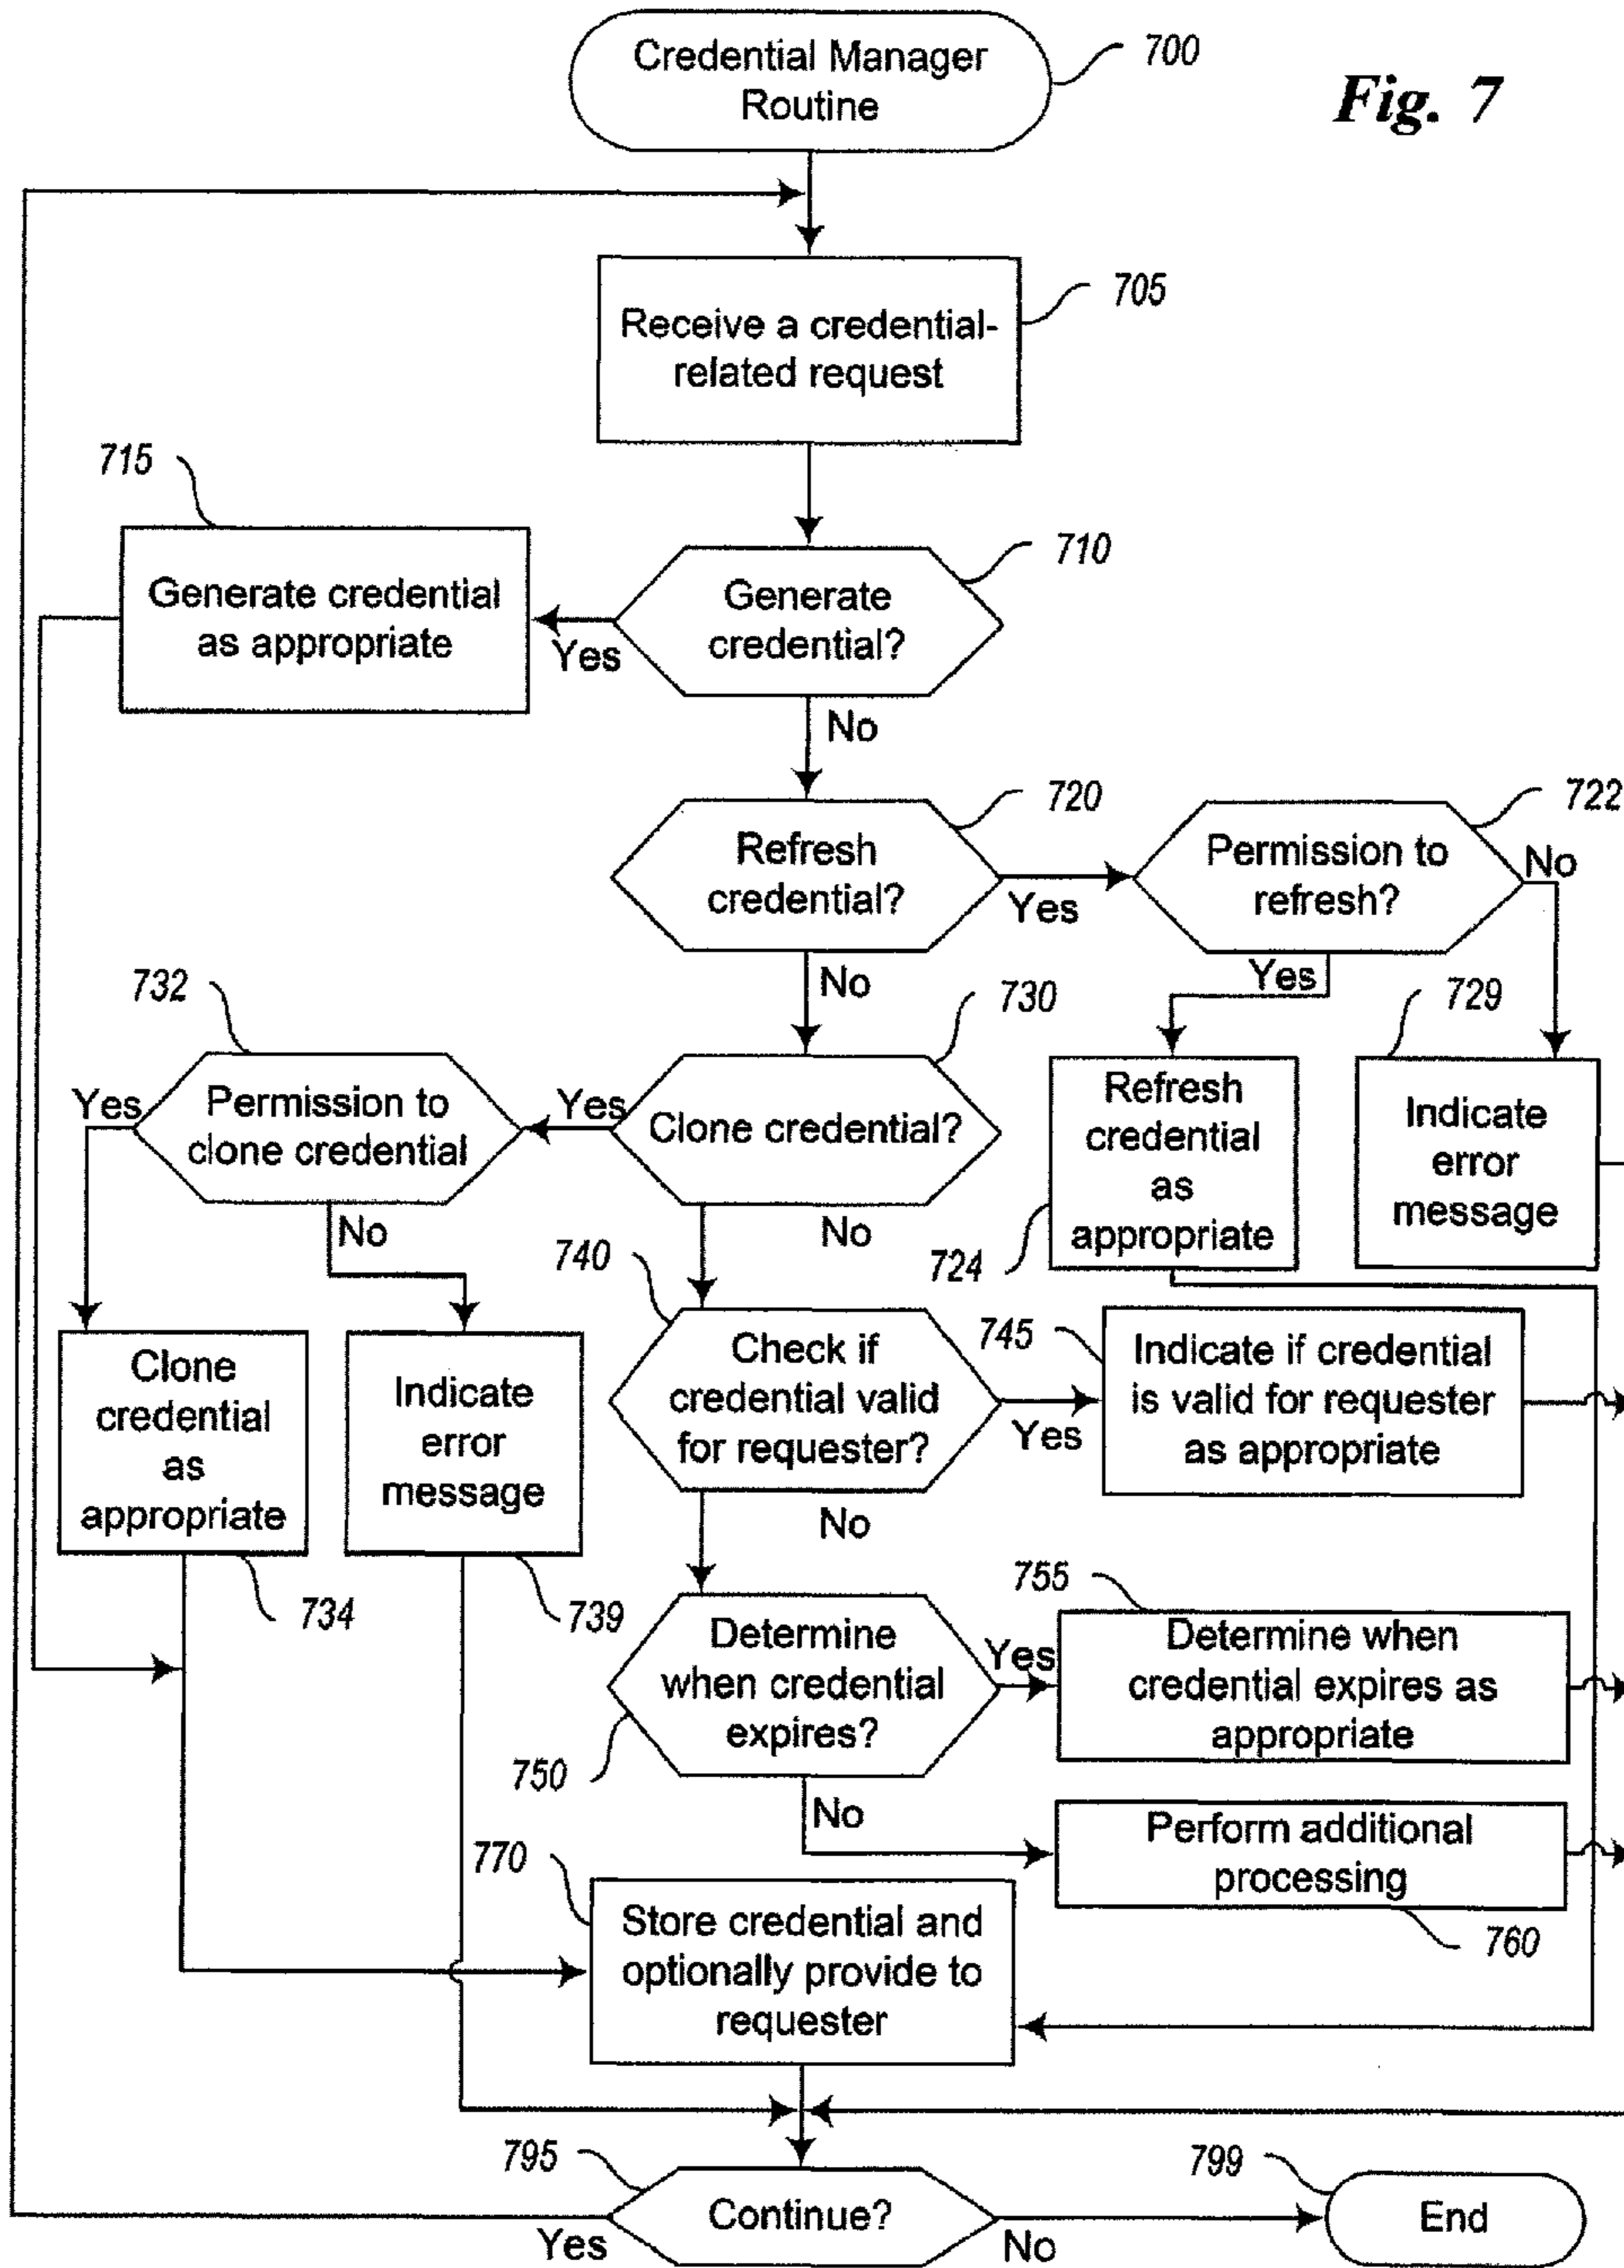 Credential Manager
Routine
700
Fig. 7
Receive a credential-
related request
705
715
Generate credential
as appropriate
Yes
Generate
credential?
710
No
Refresh
credential?
720
Yes
Permission to
refresh?
722
No
Yes
No
732
Permission to
clone credential
Yes
No
Yes
Clone credential?
730
No
Refresh
credential
as
appropriate
724
729
Indicate
error
message
Clone
credential
as
appropriate
734
Indicate
error
message
739
740
Check if
credential valid
for requester?
Yes
No
745
Indicate if credential
is valid for requester
as appropriate
Determine
when credential
expires?
750
Yes
No
755
Determine when
credential expires as
appropriate
Perform additional
processing
760
770
Store credential and
optionally provide to
requester
795
Continue?
Yes
No
799
End